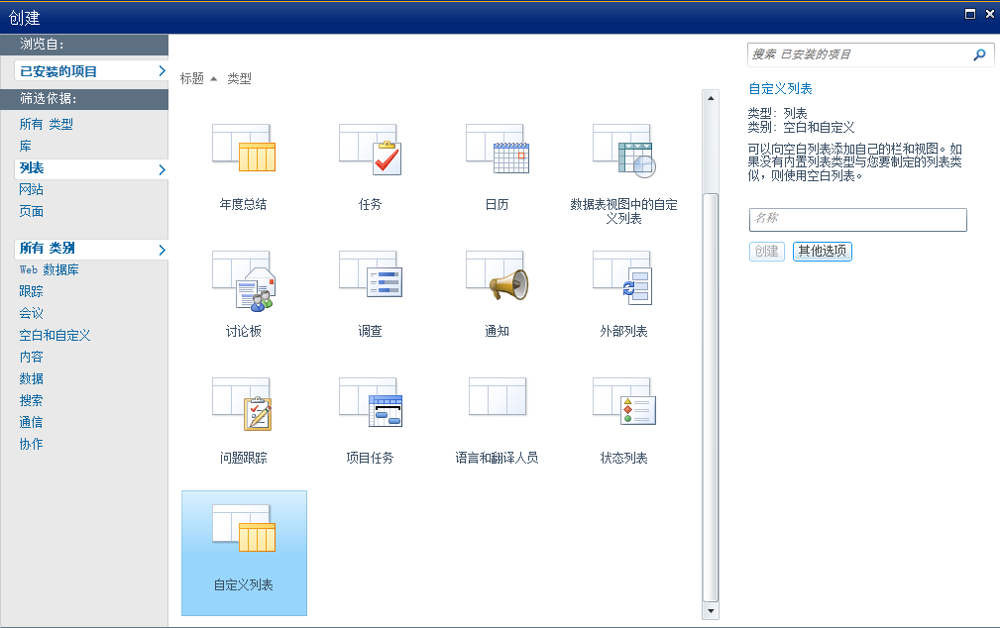 创建
浏览自:
已安装的项目
筛选依据:
所有 类型
库
列表
网站
页面
所有 类别
Web 数据库
跟踪
会议
空白和自定义
内容
数据
搜索
通信
协作
标题 类型
年度总结
任务
日历
数据表视图中的自定
义列表
讨论板
调查
通知
外部列表
问题跟踪
项目任务
语言和翻译人员
状态列表
自定义列表
搜索 已安装的项目
自定义列表
类型: 列表
类别: 空白和自定义
可以向空白列表添加自己的栏和视图。如
果没有内置列表类型与您要制定的列表类
似，则使用空白列表。
名称
创建 其他选项